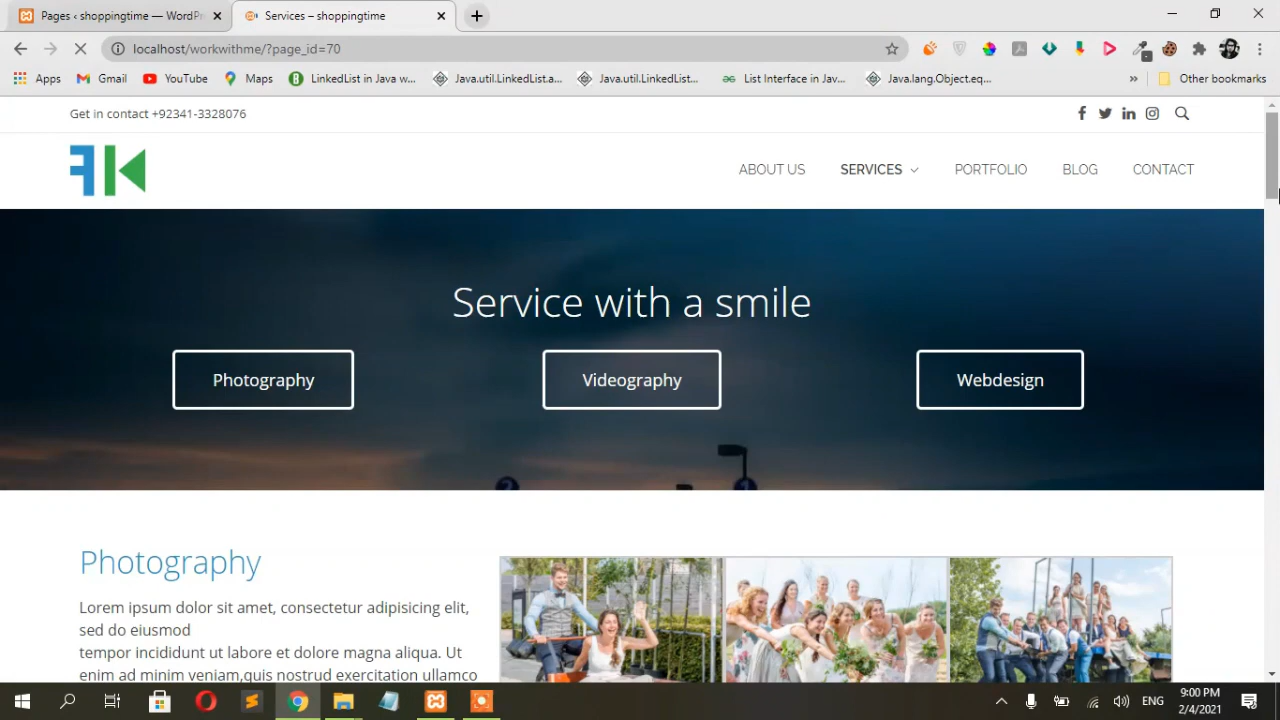 Pages ‹ shoppingtime — WordPr
Services – shoppingtime
localhost/workwithme/?page_id=70
Apps
Gmail
YouTube
Maps
LinkedList in Java w...
Java.util.LinkedList.a...
Java.util.LinkedList...
List Interface in Jav...
Java.lang.Object.eq...
»
Other bookmarks
Get in contact +92341-3328076
ABOUT US
SERVICES
PORTFOLIO
BLOG
CONTACT
Service with a smile
Photography
Videography
Webdesign
Photography
Lorem ipsum dolor sit amet, consectetur adipisicing elit,
sed do eiusmod
tempor incididunt ut labore et dolore magna aliqua. Ut
enim ad minim veniam,quis nostrud exercitation ullamco
ENG
9:00 PM
2/4/2021